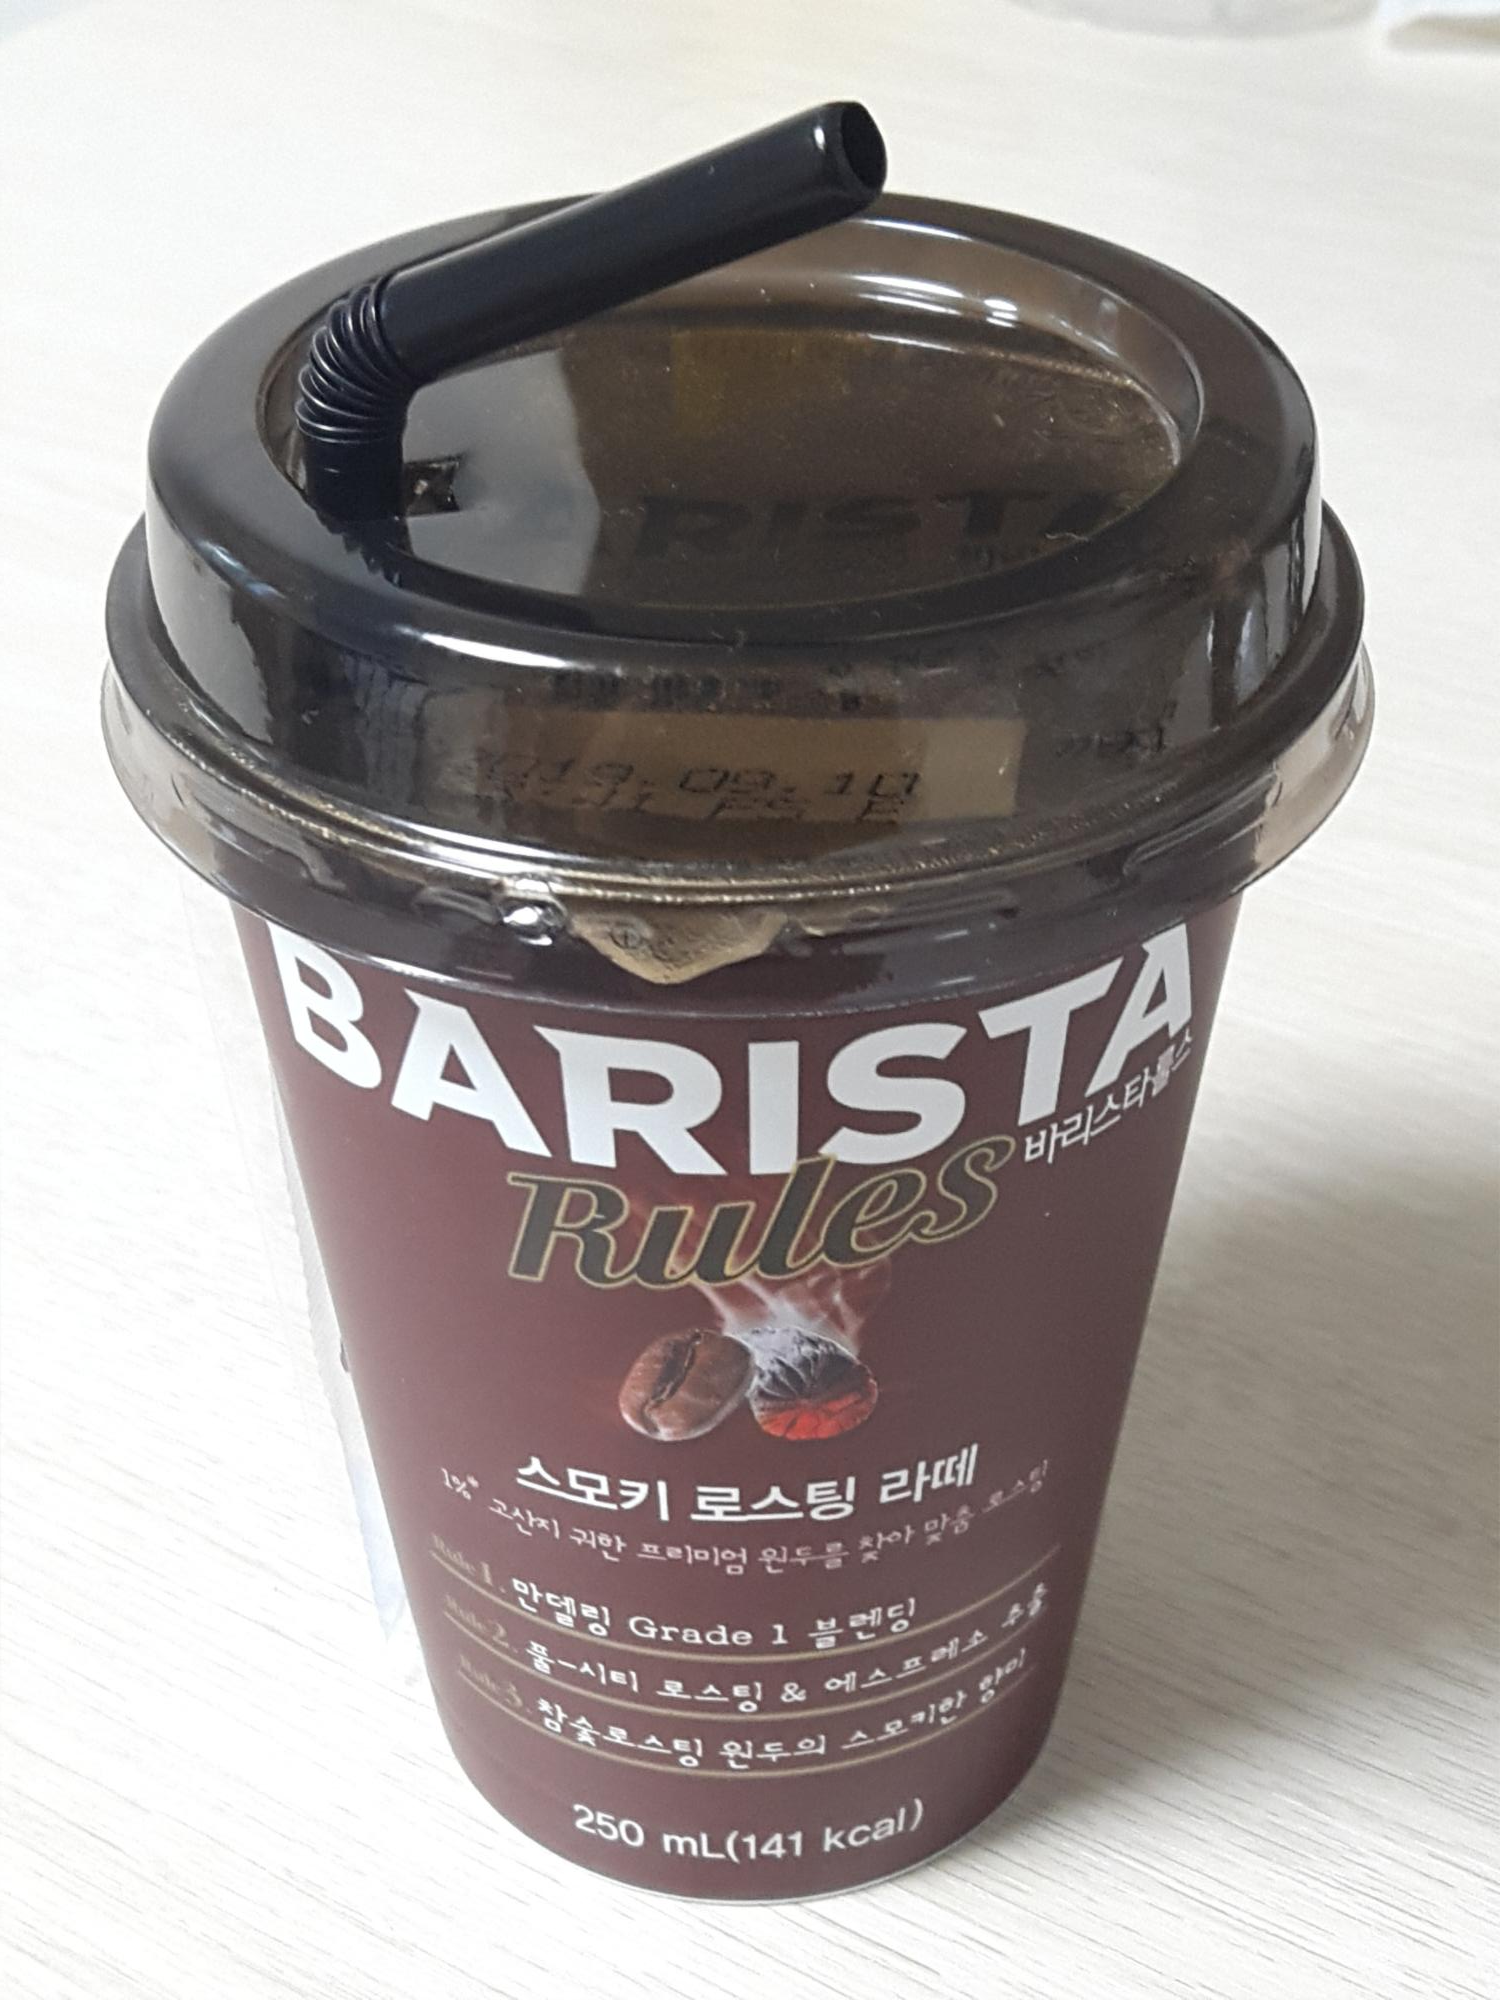 2019.09.10
BARISTA
바리스타룰스
Rules
스모키 로스팅 라떼
1%* 고산지 귀한 프리미엄 원두를 찾아 맞춤 로스팅
Rule 1. 만델링 Grade 1 블렌딩
Rule 2. 풀-시티 로스팅 & 에스프레소 추출
Rule 3. 참숯로스팅 원두의 스모키한 향미
250 mL(141 kcal)